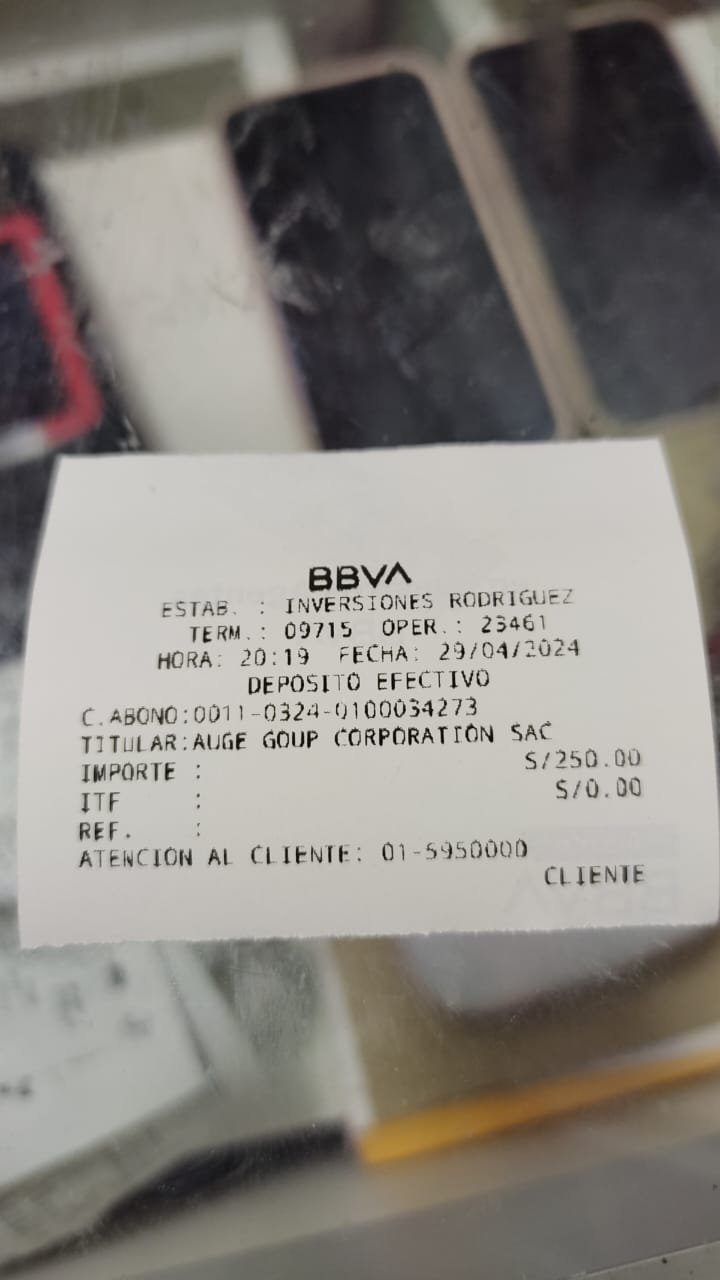 BBVA
ESTAB. : INVERSIONES RODRIGUEZ
TERM.: 09715 OPER.: 23461
HORA: 20:19 FECHA: 29/04/2024
DEPOSITO EFECTIVO
C.ABONO:0011-0324-0100034273
TITULAR:AUGE GOUP CORPORATION SAC
IMPORTE : S/250.00
ITF : S/0.00
REF. :
ATENCION AL CLIENTE: 01-5950000
CLIENTE